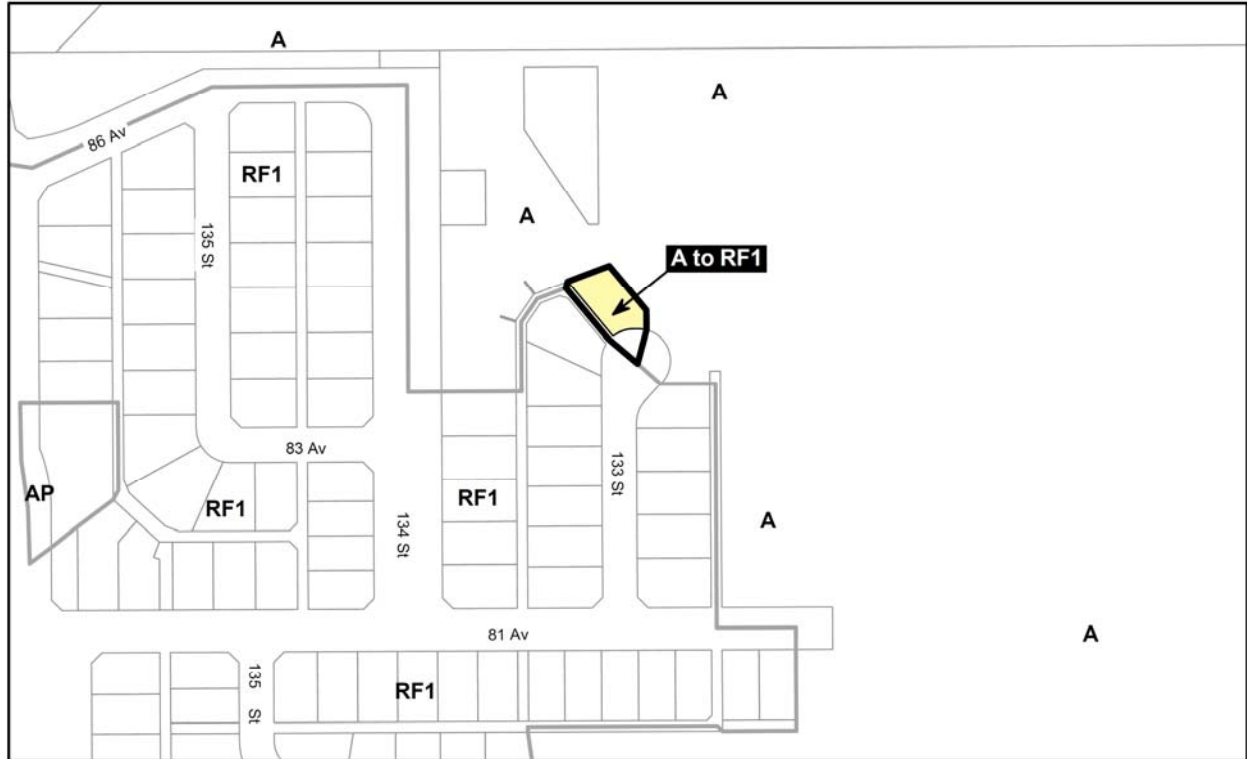 A
A
86 Av
RF1
A
135 St
A to RF1
83 Av
133 St
AP
RF1
RF1
134 St
A
81 Av
A
135 St
RF1